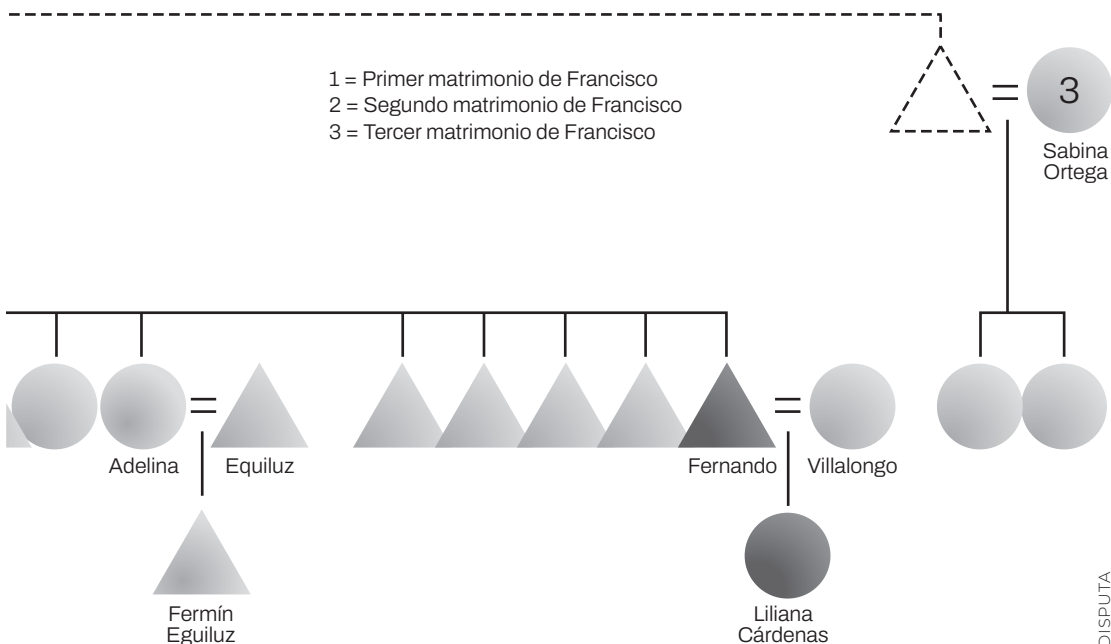 1 = Primer matrimonio de Francisco
2 = Segundo matrimonio de Francisco
3 = Tercer matrimonio de Francisco
3
Sabina
Ortega
Adelina
Equiluz
Fernando
Villalongo
Fermín
Eguiluz
Liliana
Cárdenas
DISPUTA